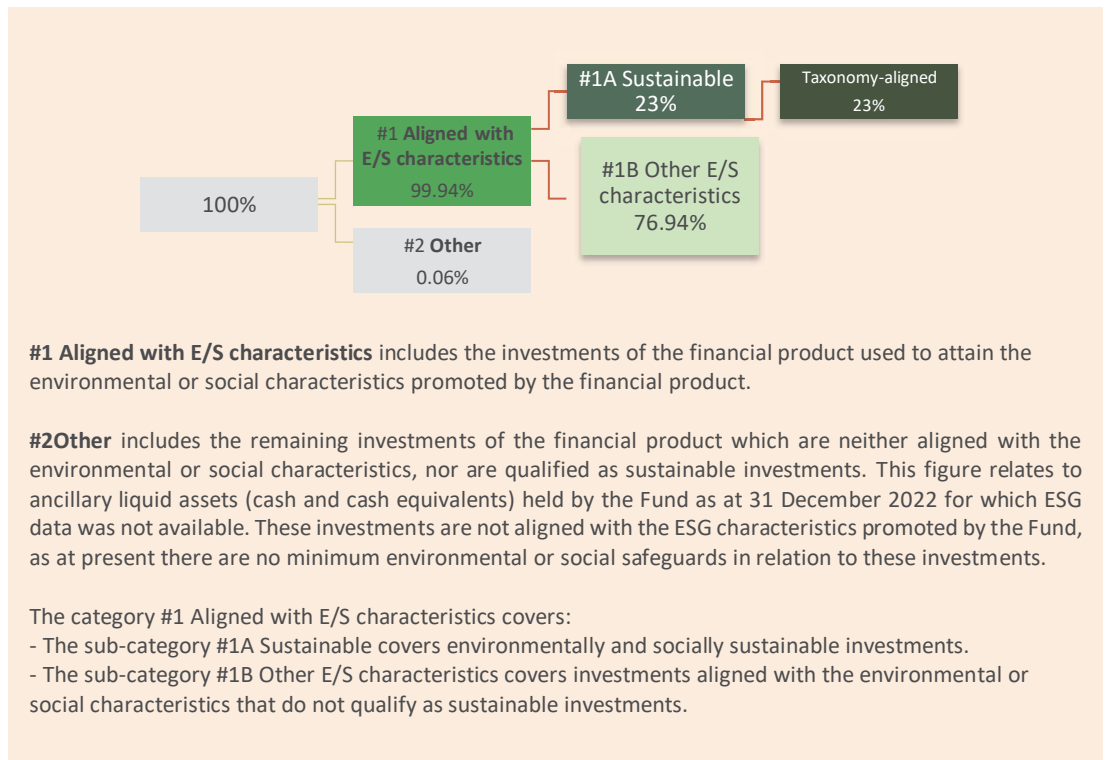 #1A Sustainable
23%
Taxonomy-aligned
23%
#1 Aligned with
E/S characteristics
99.94%
#1B Other E/S
characteristics
76.94%
100%
#2 Other
0.06%
#1 Aligned with E/S characteristics includes the investments of the financial product used to attain the
environmental or social characteristics promoted by the financial product.
#2Other includes the remaining investments of the financial product which are neither aligned with the
environmental or social characteristics, nor are qualified as sustainable investments. This figure relates to
ancillary liquid assets (cash and cash equivalents) held by the Fund as at 31 December 2022 for which ESG
data was not available. These investments are not aligned with the ESG characteristics promoted by the Fund,
as at present there are no minimum environmental or social safeguards in relation to these investments.
The category #1 Aligned with E/S characteristics covers:
- The sub-category #1A Sustainable covers environmentally and socially sustainable investments.
- The sub-category #1B Other E/S characteristics covers investments aligned with the environmental or
social characteristics that do not qualify as sustainable investments.